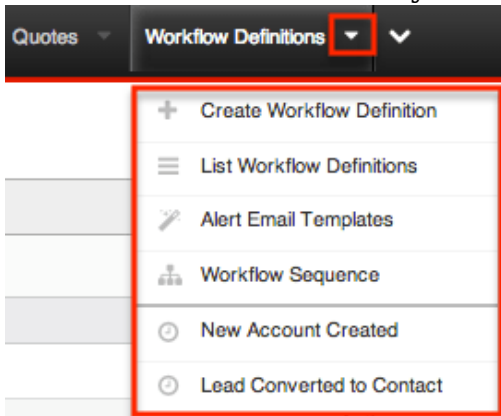 Quotes Workflow Definitions
Create Workflow Definition
List Workflow Definitions
Alert Email Templates
Workflow Sequence
New Account Created
Lead Converted to Contact